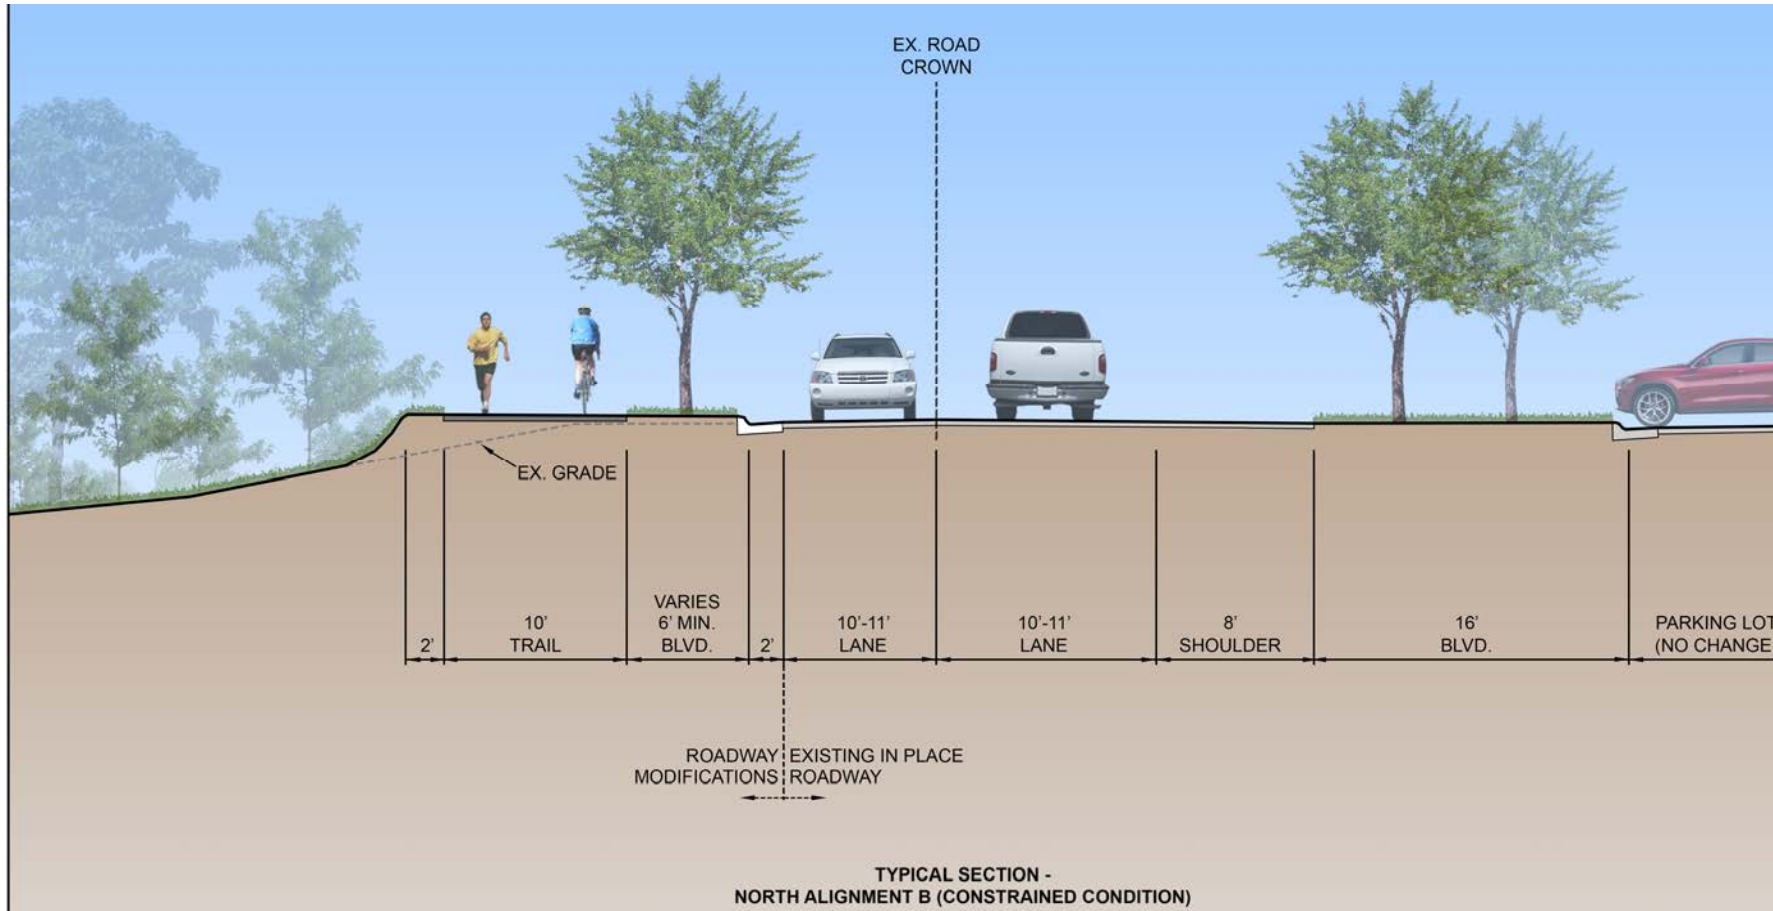 EX. ROAD
CROWN
EX. GRADE
2'
10'
TRAIL
VARIES
6' MIN.
BLVD.
2'
10'-11'
LANE
10'-11'
LANE
8'
SHOULDER
16'
BLVD.
PARKING LOT
(NO CHANGE
ROADWAY
MODIFICATIONS
EXISTING IN PLACE
ROADWAY
TYPICAL SECTION -
NORTH ALIGNMENT B (CONSTRAINED CONDITION)